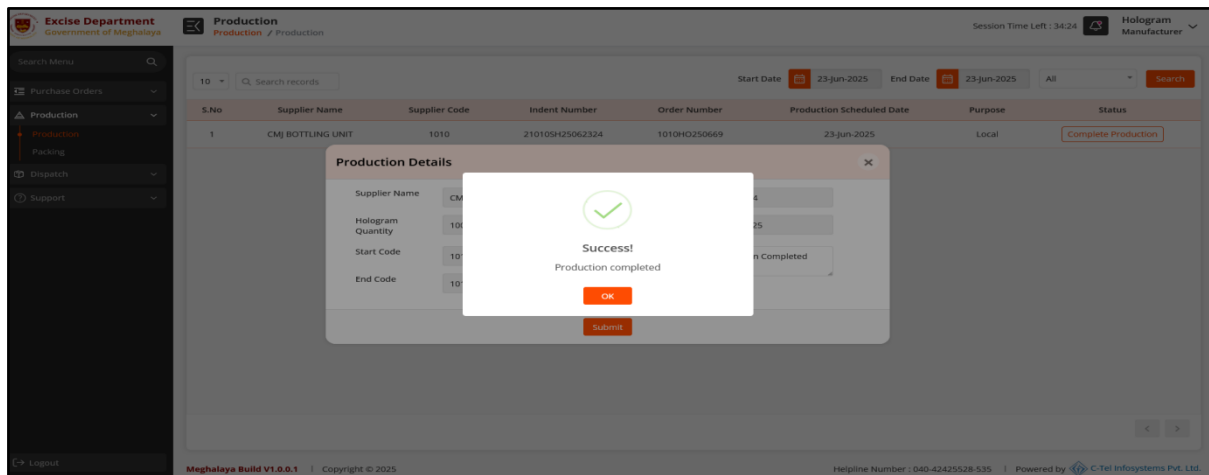 Excise Department
Government of Meghalaya
Production
Production / Production
Session Time Left : 34:24
Hologram
Manufacturer
Search Menu
Purchase Orders
Production
Production
Packing
Dispatch
Support
Logout
10
Search records
Start Date
23-Jun-2025
End Date
23-Jun-2025
All
Search
S.No Supplier Name Supplier Code Indent Number Order Number Production Scheduled Date Purpose Status
1 CMJ BOTTLING UNIT 1010 21010SH25062324 1010HO250669 23-Jun-2025 Local Complete Production
Production Details
Supplier Name
CM
4
Hologram
Quantity
100
25
Start Code
n Completed
End Code
Success!
Production completed
OK
Submit
Meghalaya Build V1.0.0.1 | Copyright © 2025
Helpline Number : 040-42425528-535 | Powered by C-Tel Infosystems Pvt. Ltd.